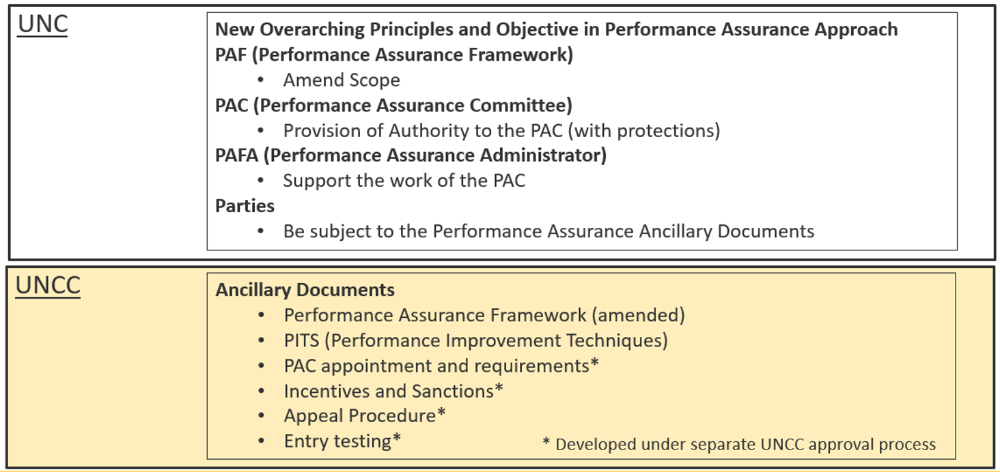 UNC
New Overarching Principles and Objective in Performance Assurance Approach
PAF (Performance Assurance Framework)
• Amend Scope
PAC (Performance Assurance Committee)
• Provision of Authority to the PAC (with protections)
PAFA (Performance Assurance Administrator)
• Support the work of the PAC
Parties
• Be subject to the Performance Assurance Ancillary Documents
UNCC
Ancillary Documents
• Performance Assurance Framework (amended)
• PITS (Performance Improvement Techniques)
• PAC appointment and requirements*
• Incentives and Sanctions*
• Appeal Procedure*
• Entry testing*
* Developed under separate UNCC approval process